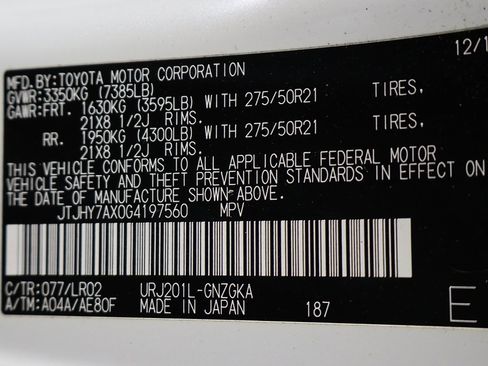 12/1
MFD.BY:TOYOTA MOTOR CORPORATION
GVWR:3350KG (7385LB)
GAWR:FRT. 1630KG (3595LB) WITH 275/50R21 TIRES,
21X8 1/2J RIMS.
RR. 1950KG (4300LB) WITH 275/50R21 TIRES,
21X8 1/2J RIMS.
THIS VEHICLE CONFORMS TO ALL APPLICABLE FEDERAL MOTOR
VEHICLE SAFETY AND THEFT PREVENTION STANDARDS IN EFFECT ON
THE DATE OF MANUFACTURE SHOWN ABOVE.
JTJHY7AX0G4197560 MPV
C/TR:077/LR02 URJ201L-GNZGKA
A/TM:A04A/AE80F MADE IN JAPAN 187
E